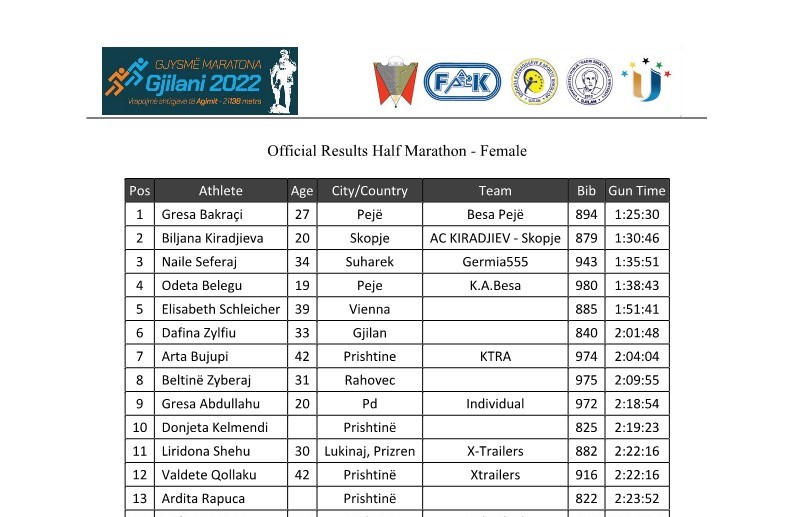 GJYSMË MARATONA
Gjilani 2022
Vrapojmë shtigjeve të Agimit - 21138 metra
FAK
Official Results Half Marathon - Female
Pos Athlete Age City/Country Team Bib Gun Time
1 Gresa Bakraçi 27 Pejë Besa Pejë 894 1:25:30
2 Biljana Kiradjieva 20 Skopje AC KIRADJIEV - Skopje 879 1:30:46
3 Naile Seferaj 34 Suharek Germia555 943 1:35:51
4 Odeta Belegu 19 Peje K.A.Besa 980 1:38:43
5 Elisabeth Schleicher 39 Vienna 885 1:51:41
6 Dafina Zylfiu 33 Gjilan 840 2:01:48
7 Arta Bujupi 42 Prishtine KTRA 974 2:04:04
8 Beltinë Zyberaj 31 Rahovec 975 2:09:55
9 Gresa Abdullahu 20 Pd Individual 972 2:18:54
10 Donjeta Kelmendi Prishtinë 825 2:19:23
11 Liridona Shehu 30 Lukinaj, Prizren X-Trailers 882 2:22:16
12 Valdete Qollaku 42 Prishtinë Xtrailers 916 2:22:16
13 Ardita Rapuca Prishtinë 822 2:23:52